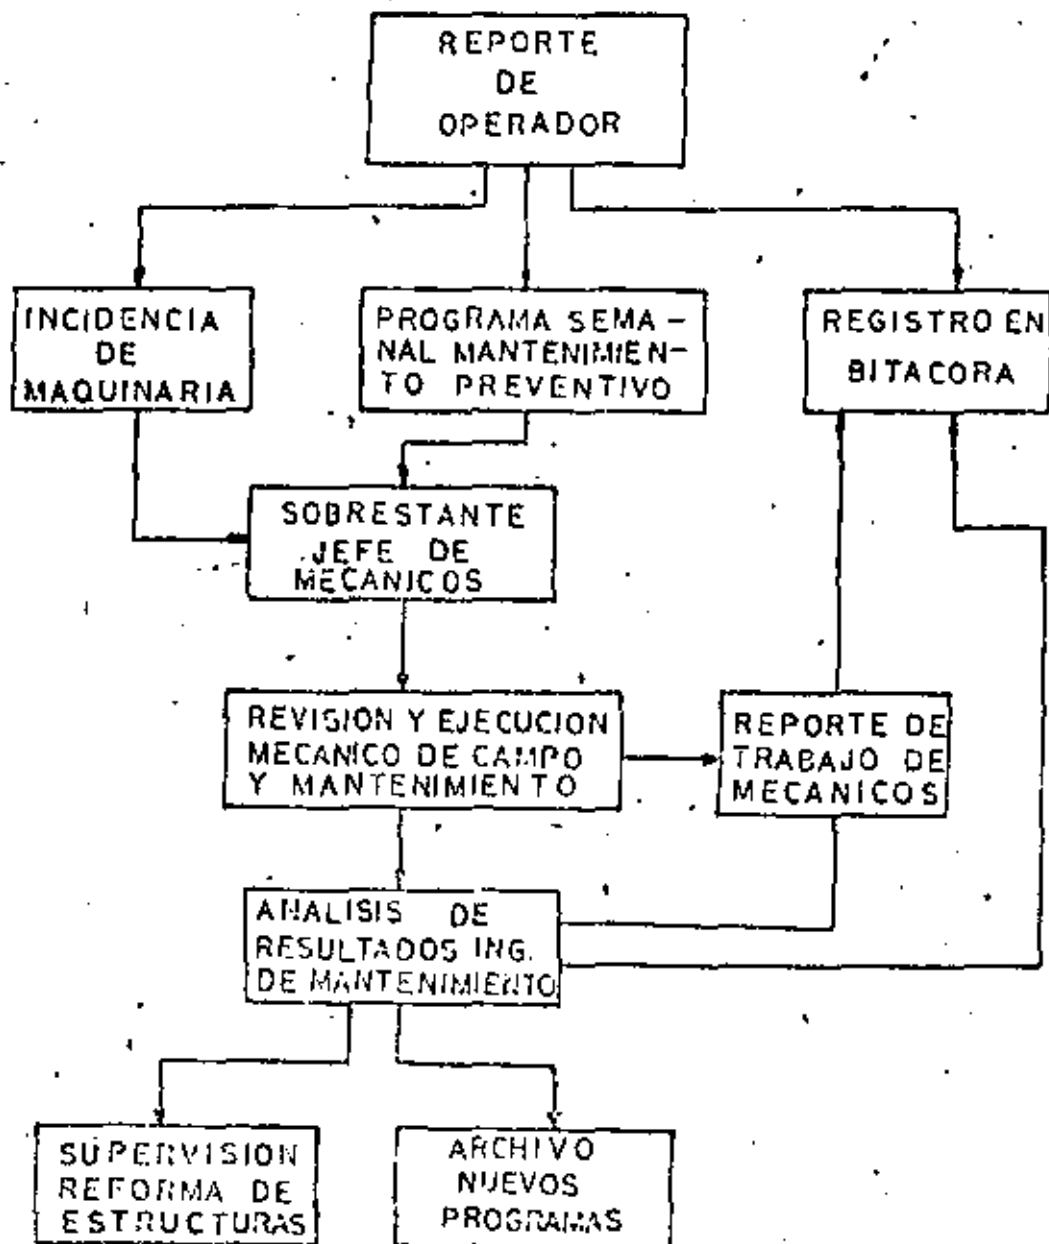 REPORTE
DE
OPERADOR
INCIDENCIA
DE
MAQUINARIA
PROGRAMA SEMA-
NAL MANTENIMIEN-
TO PREVENTIVO
REGISTRO EN
BITACORA
SOBRESTANTE
JEFE DE
MECANICOS
REVISION Y EJECUCION
MECANICO DE CAMPO
Y MANTENIMIENTO
REPORTE DE
TRABAJO DE
MECANICOS
ANALISIS DE
RESULTADOS ING.
DE MANTENIMIENTO
SUPERVISION
REFORMA DE
ESTRUCTURAS
ARCHIVO
NUEVOS
PROGRAMAS